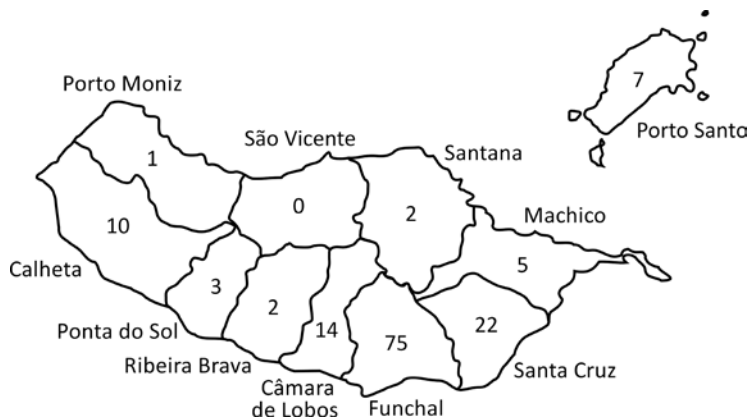 7
Porto Moniz
Porto Santo
São Vicente
Santana
1
0
2
Machico
10
5
Calheta
3
2
14
75
22
Ponta do Sol
Ribeira Brava
Santa Cruz
Câmara
de Lobos
Funchal